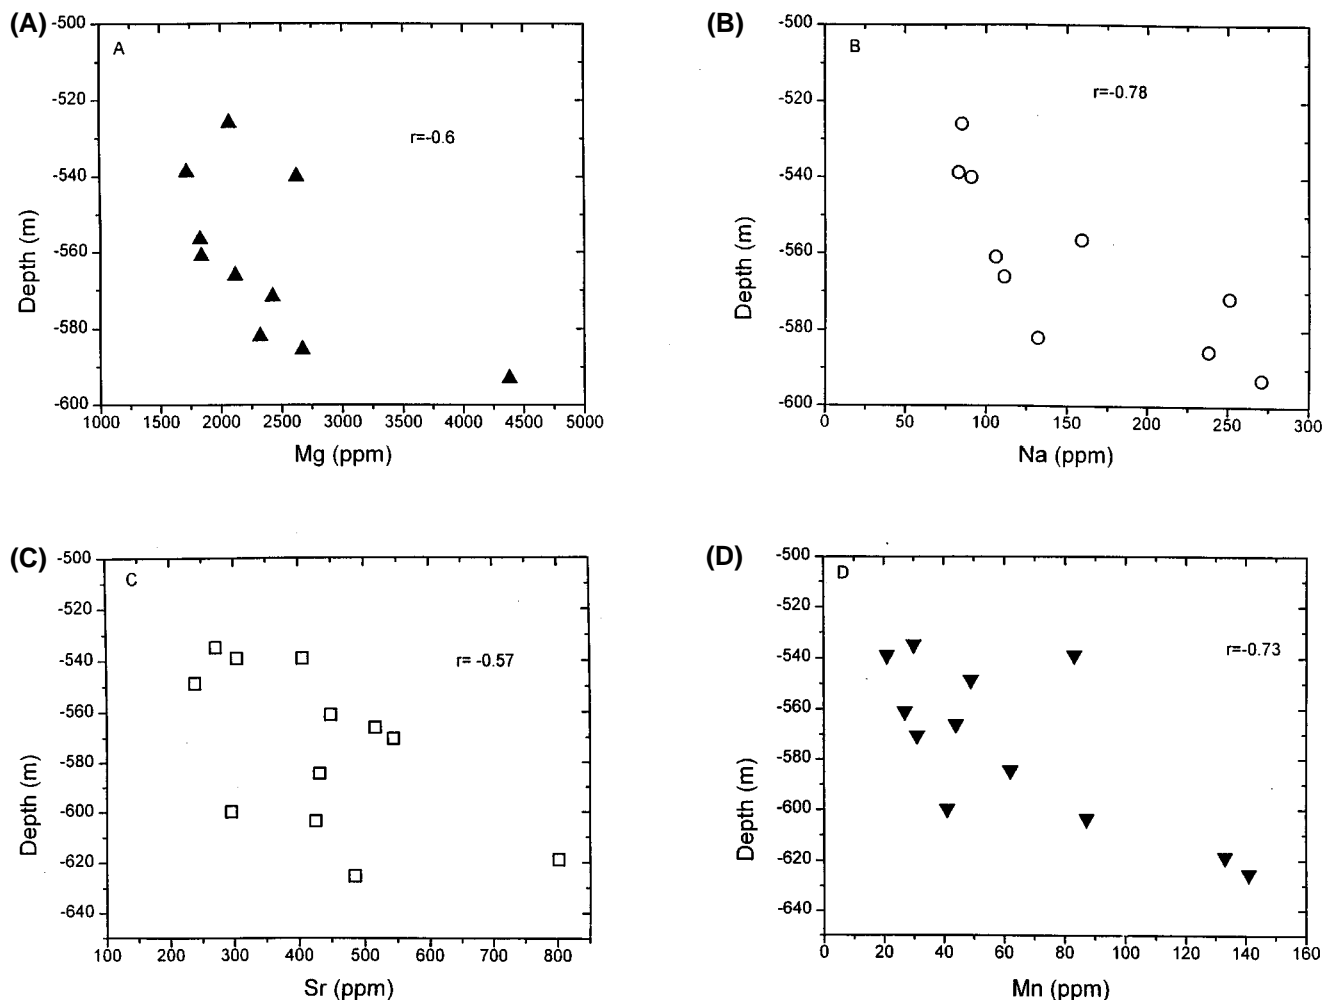 (A)
A
r=-0.6
-500
-520
-540
-560
-580
-600
Depth (m)
1000 1500 2000 2500 3000 3500 4000 4500 5000
Mg (ppm)
(B)
B
r=-0.78
-500
-520
-540
-560
-580
-600
Depth (m)
0 50 100 150 200 250 300
Na (ppm)
(C)
C
r= -0.57
-500
-520
-540
-560
-580
-600
-620
-640
Depth (m)
100 200 300 400 500 600 700 800
Sr (ppm)
(D)
D
r=-0.73
-500
-520
-540
-560
-580
-600
-620
-640
Depth (m)
0 20 40 60 80 100 120 140 160
Mn (ppm)